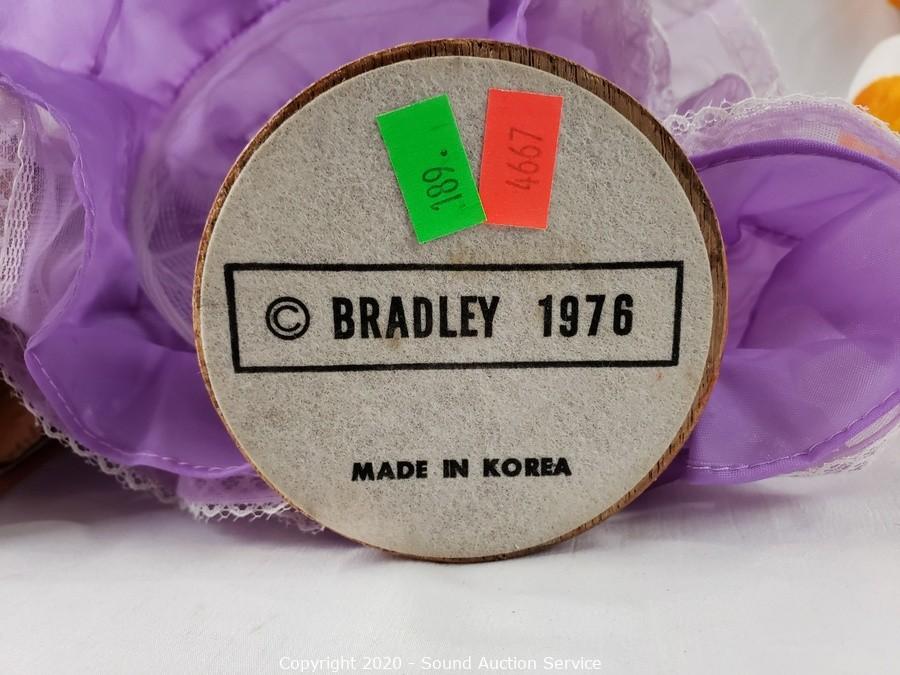 189.
4667
© BRADLEY 1976
MADE IN KOREA
Copyright 2020 - Sound Auction Service